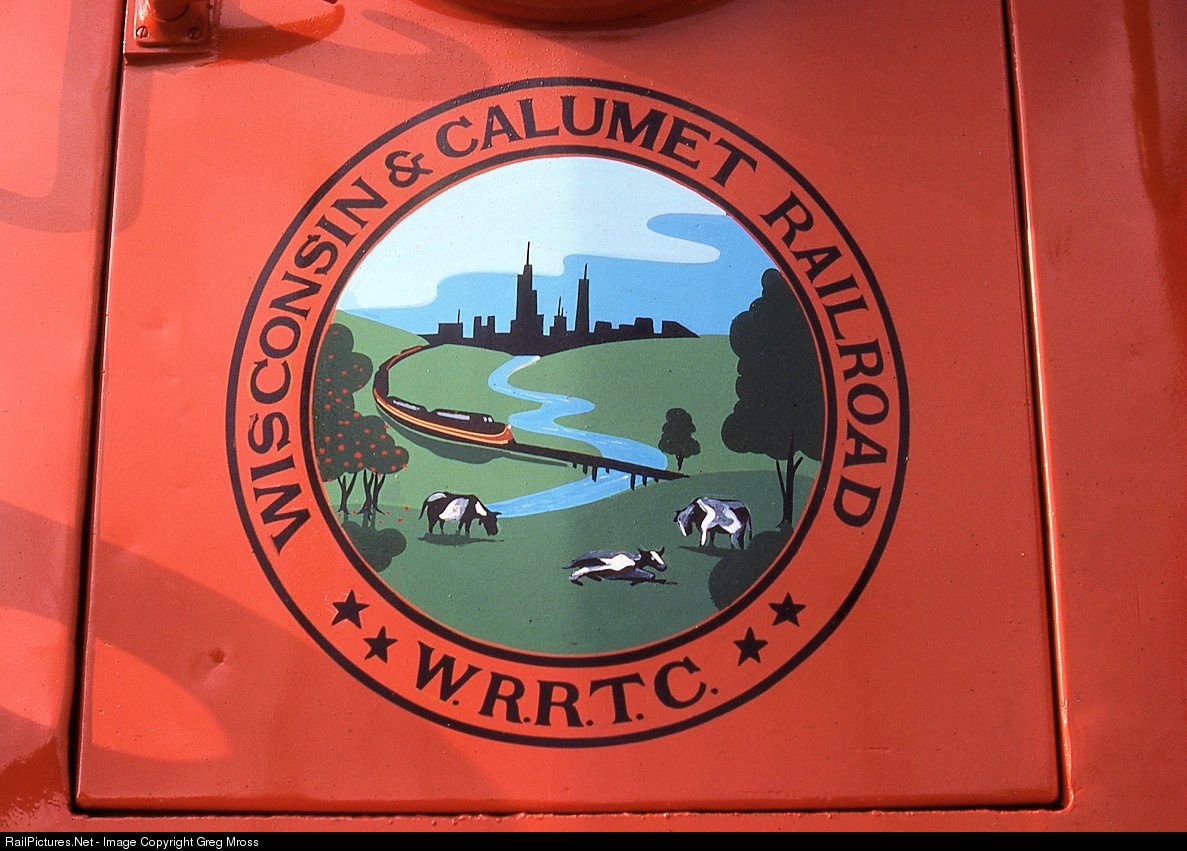 WISCONSIN & CALUMET RAILROAD
W.R.R.T.C.
RailPictures.Net - Image Copyright Greg Mross